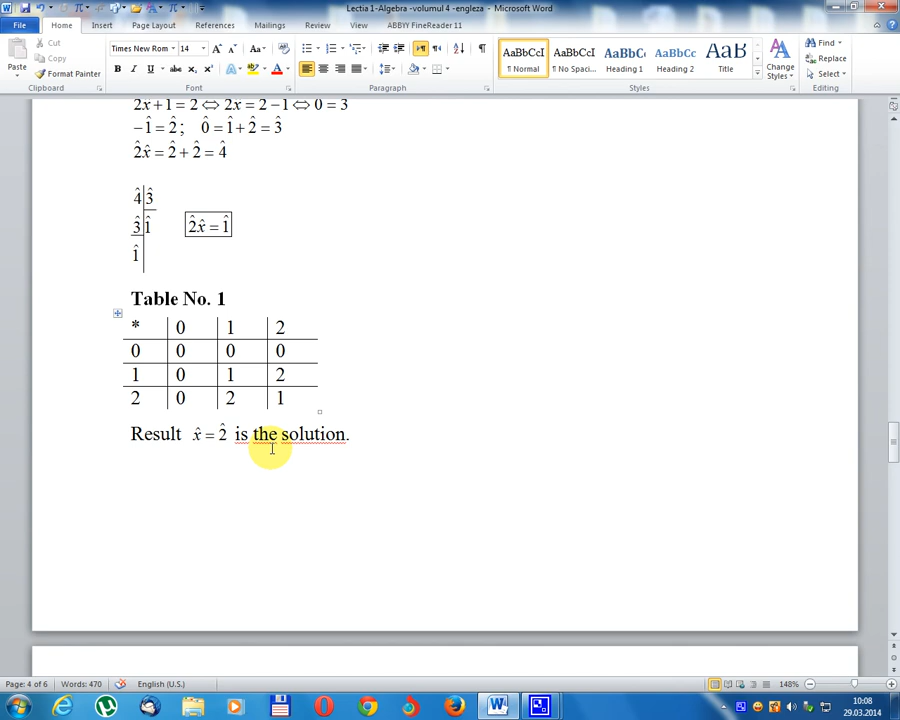 Lectia 1-Algebra -volumul 4 -engleza - Microsoft Word
File Home Insert Page Layout References Mailings Review View ABBYY FineReader 11
Cut
Copy
Format Painter
Paste
Clipboard
Times New Rom 14
Font
Paragraph
AaBbCcI AaBbCcI AaBbC AaBbCc AaB
¶ Normal ¶ No Spaci... Heading 1 Heading 2 Title
Change Styles
Styles
Find
Replace
Select
Editing
2x+1=2⇔2x=2−1⇔0=3
−1̂=2̂; 0̂=1̂+2̂=3̂
2̂x̂=2̂+2̂=4̂
4̂ 3̂
3̂ 1̂ 2̂x̂=1̂
1̂
Table No. 1
* 0 1 2
0 0 0 0
1 0 1 2
2 0 2 1
Result x̂=2̂ is the solution.
Page: 4 of 6 Words: 470 English (U.S.) 148%
10:08
29.03.2014